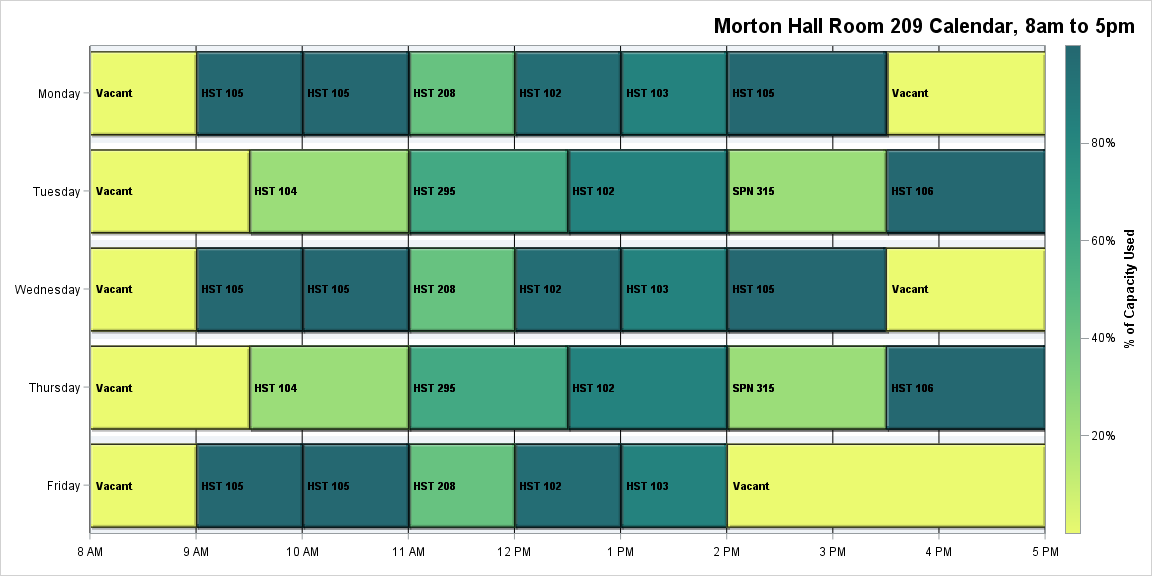 Morton Hall Room 209 Calendar, 8am to 5pm
Monday
Vacant
HST 105
HST 105
HST 208
HST 102
HST 103
HST 105
Vacant
Tuesday
Vacant
HST 104
HST 295
HST 102
SPN 315
HST 106
Wednesday
Vacant
HST 105
HST 105
HST 208
HST 102
HST 103
HST 105
Vacant
Thursday
Vacant
HST 104
HST 295
HST 102
SPN 315
HST 106
Friday
Vacant
HST 105
HST 105
HST 208
HST 102
HST 103
Vacant
8 AM
9 AM
10 AM
11 AM
12 PM
1 PM
2 PM
3 PM
4 PM
5 PM
80%
60%
40%
20%
% of Capacity Used